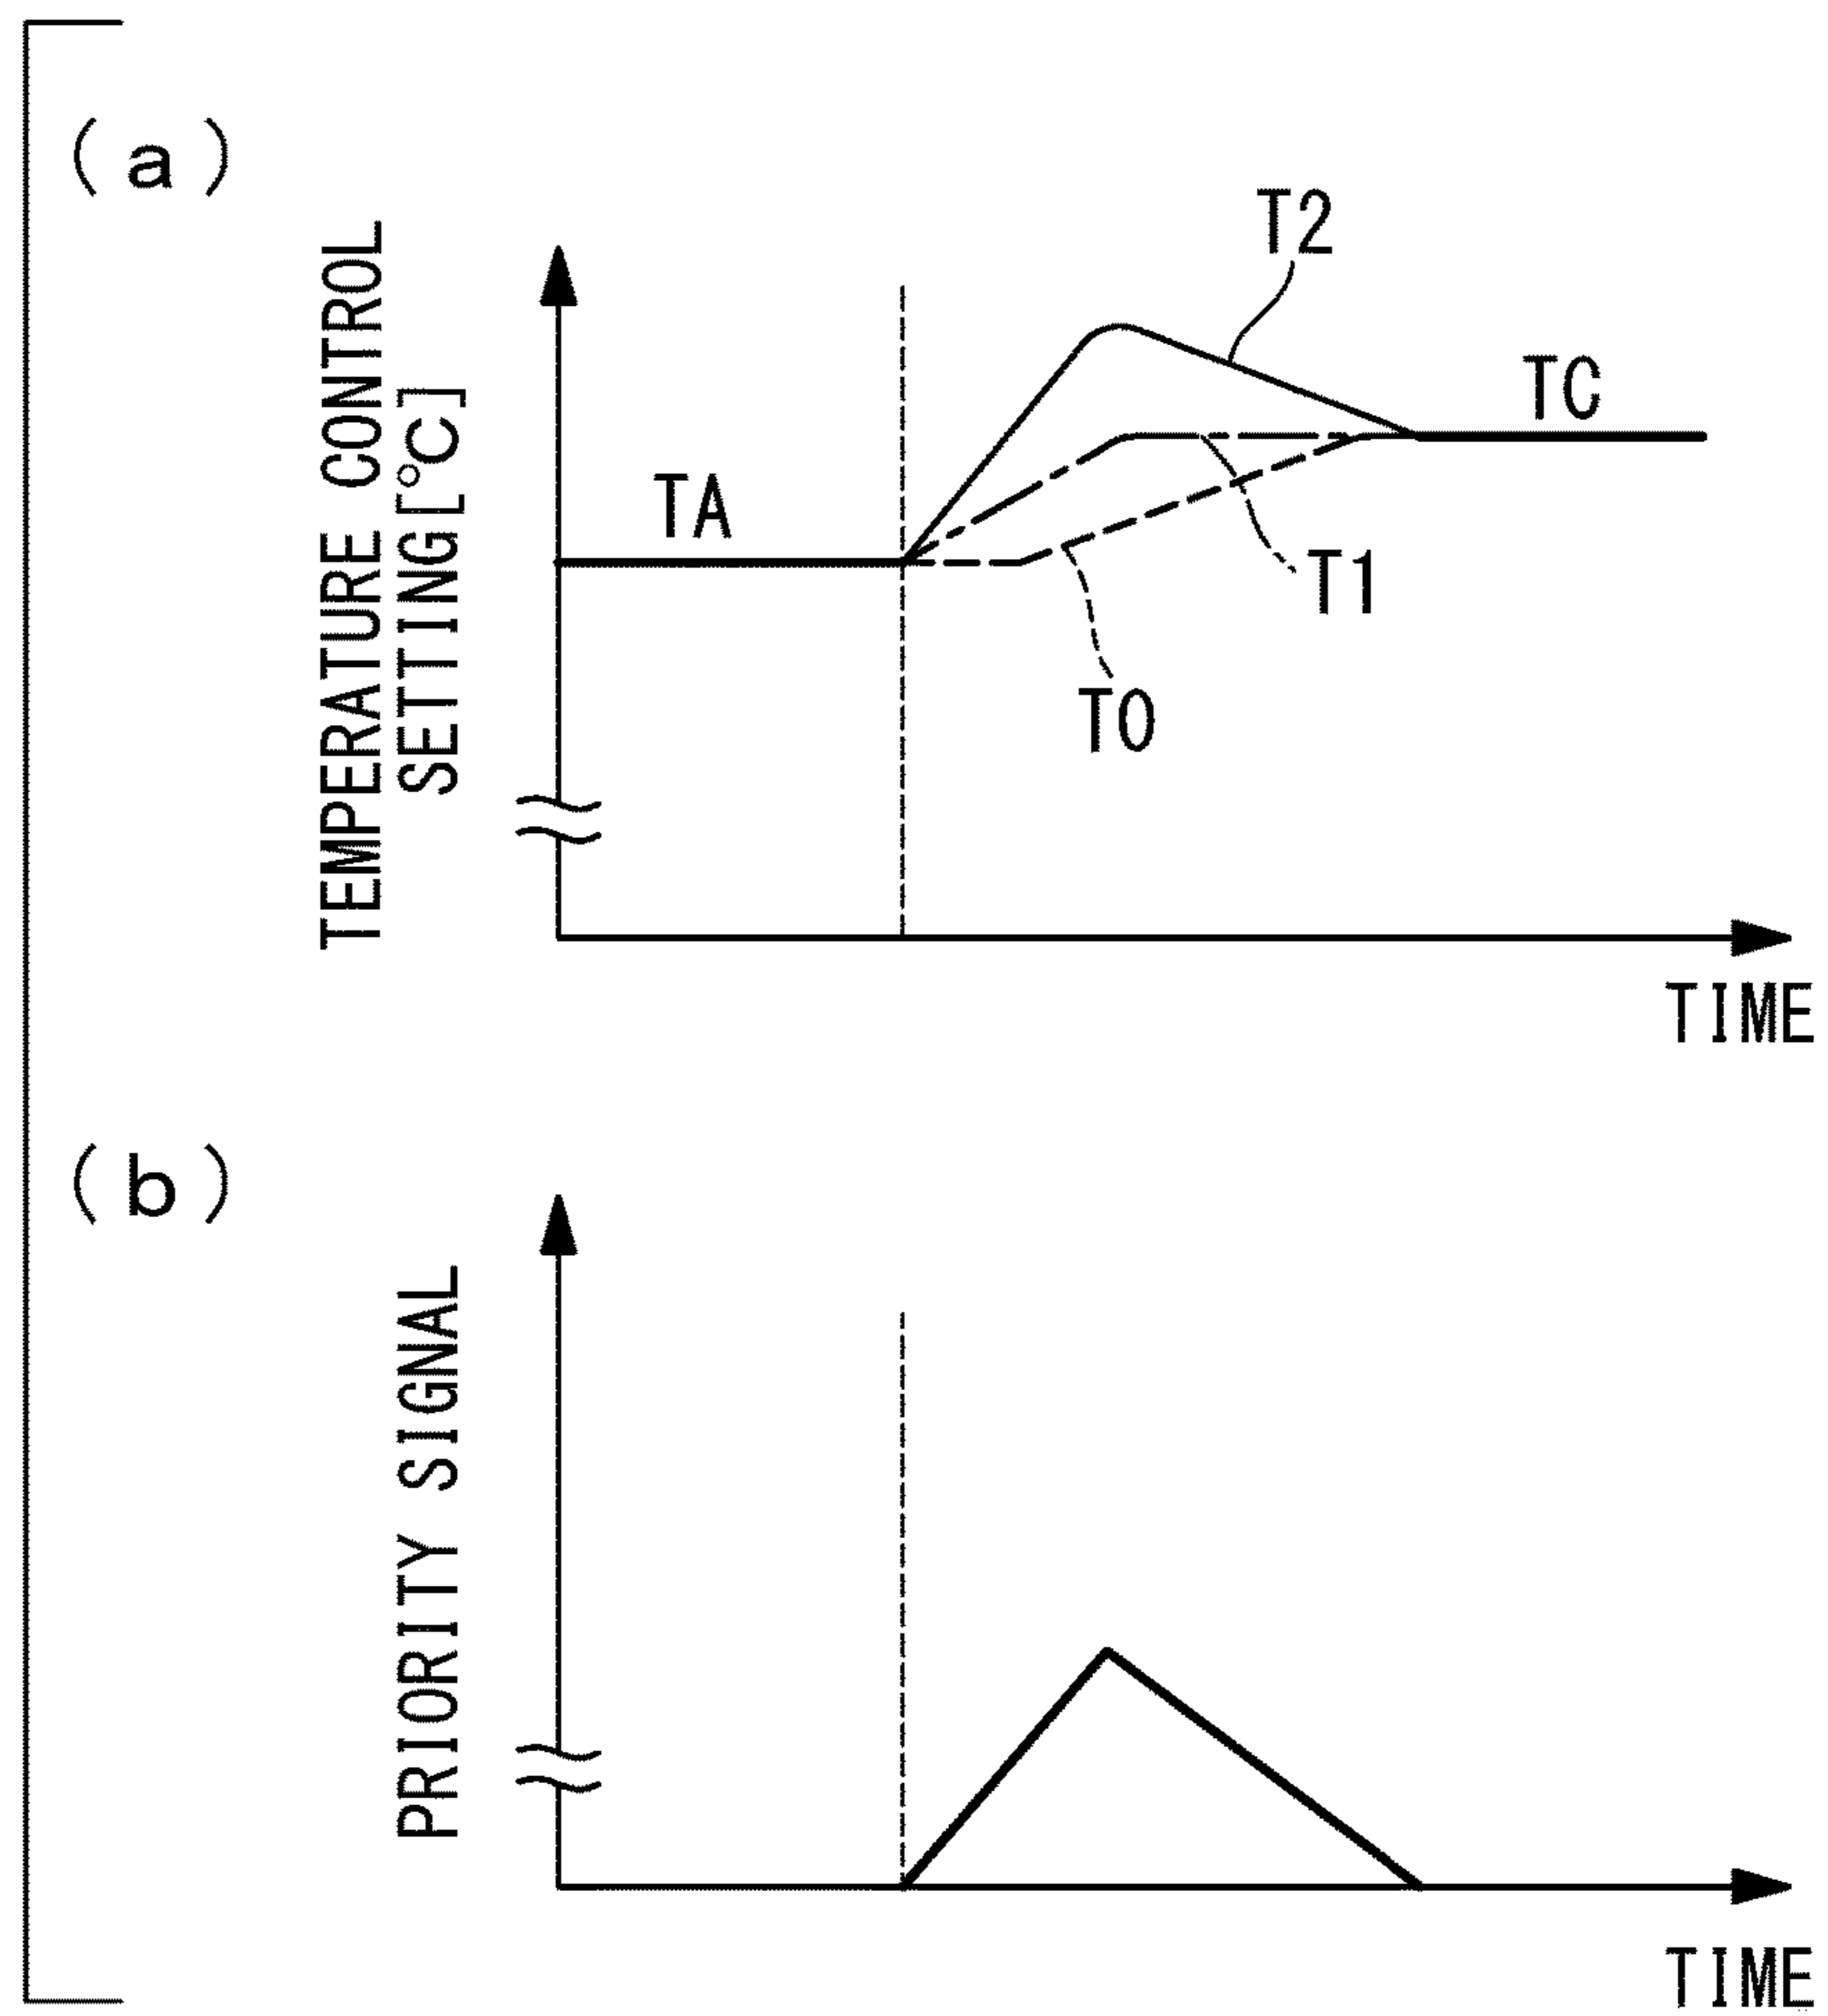 (a)
TEMPERATURE CONTROL
SETTING[°C]
T2
TC
TA
T1
T0
TIME
(b)
PRIORITY SIGNAL
TIME